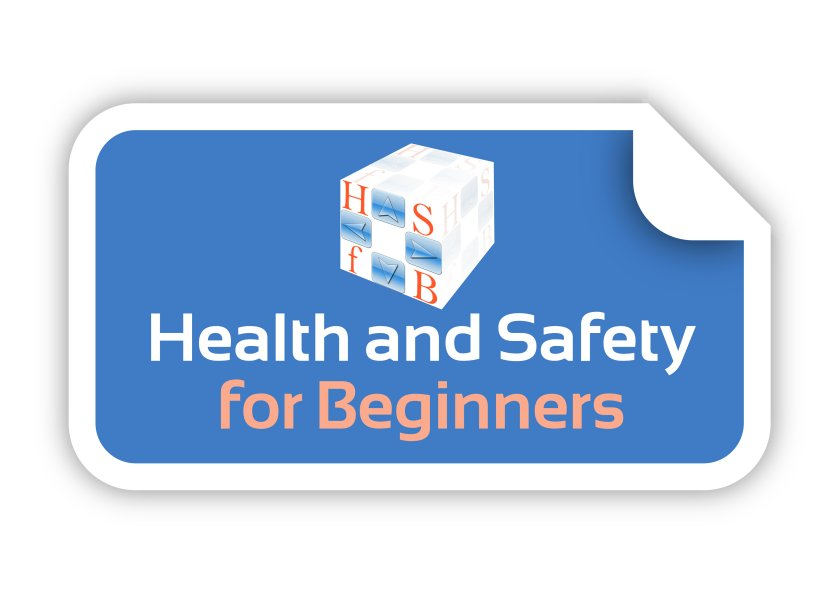 H S
f B
Health and Safety
for Beginners